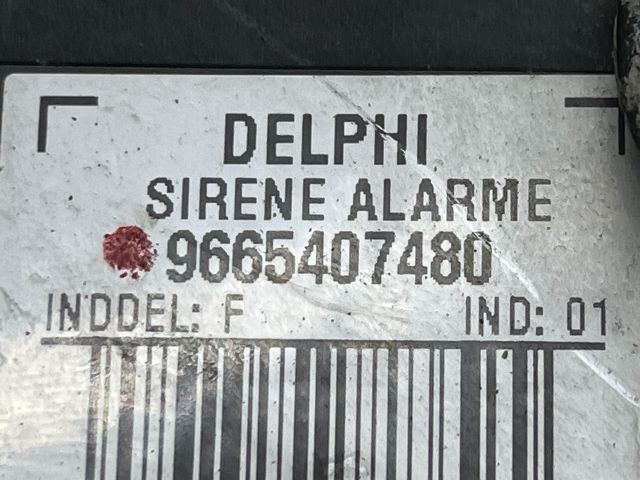 DELPHI
SIRENE ALARME
9665407480
INDDEL: F IND: 01